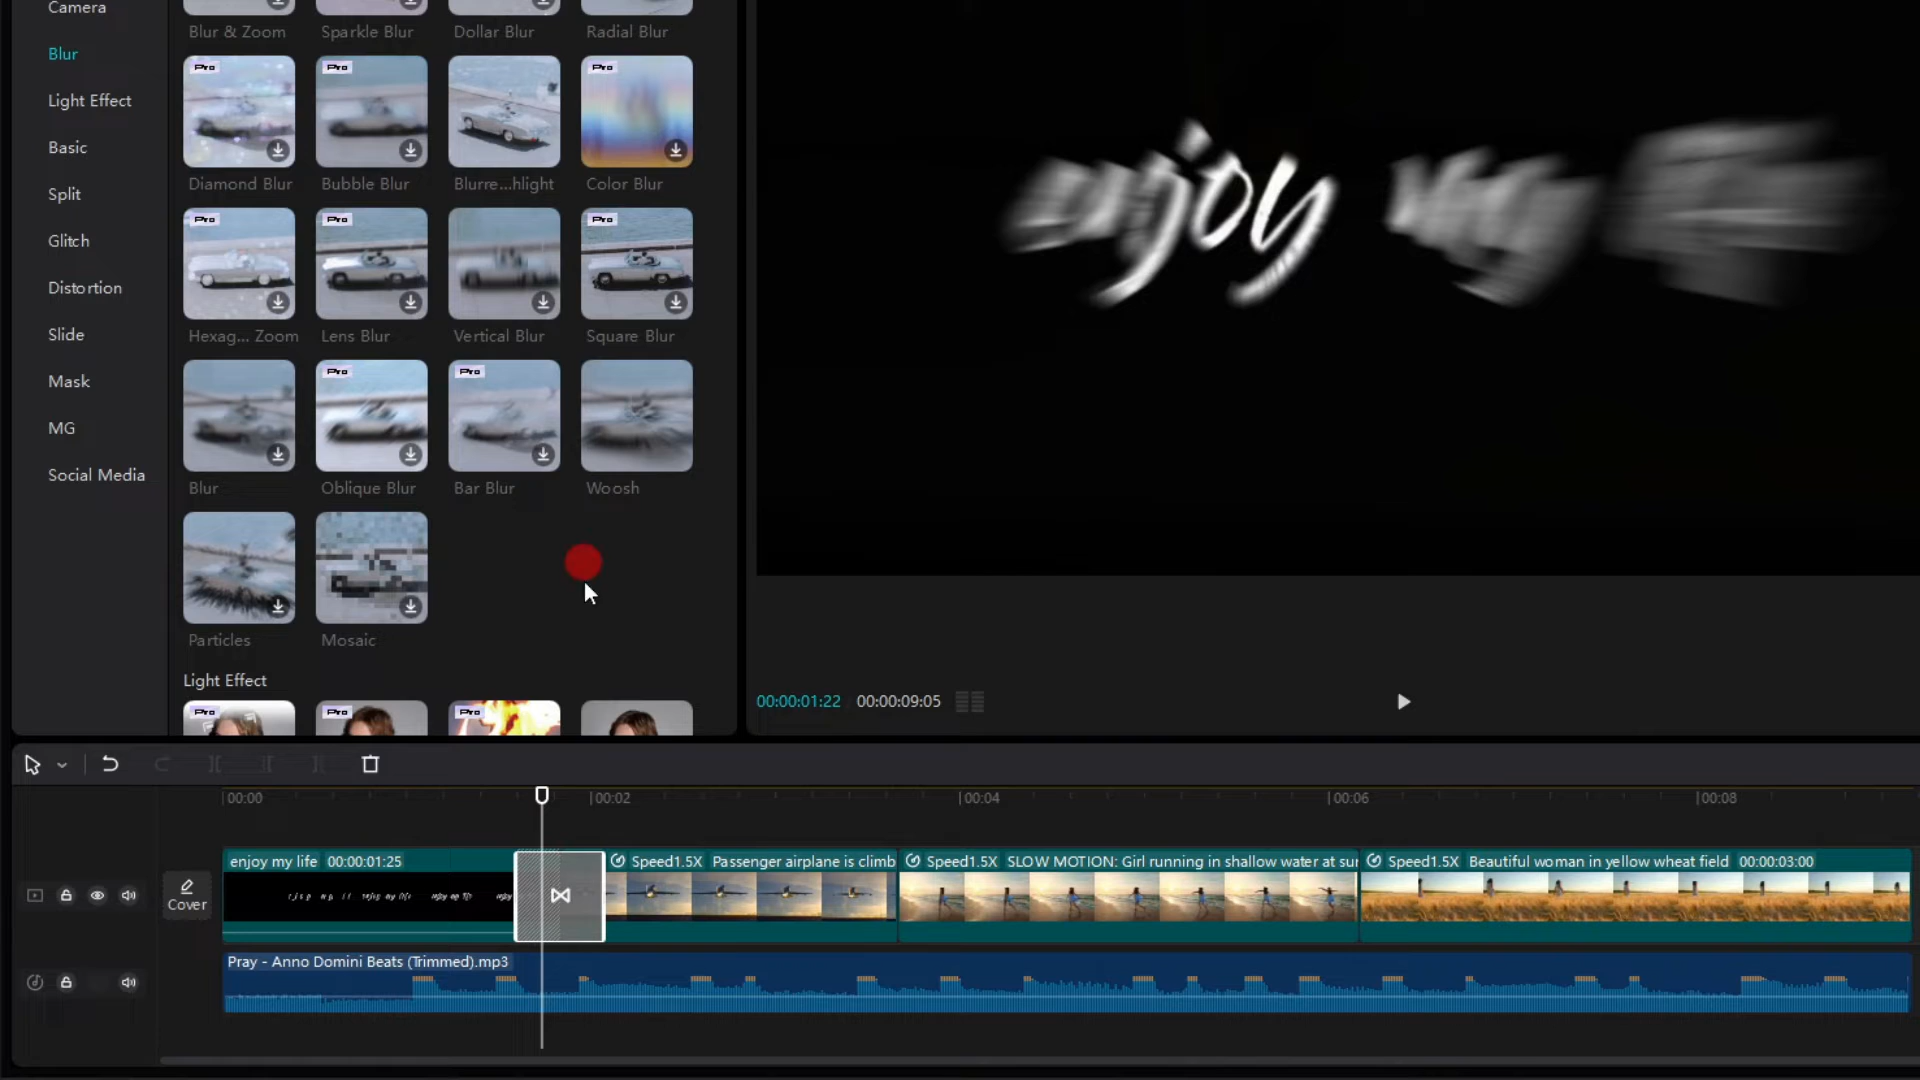 Camera
Blur
Light Effect
Basic
Split
Glitch
Distortion
Slide
Mask
MG
Social Media
Blur & Zoom
Sparkle Blur
Dollar Blur
Radial Blur
Pro
Pro
Pro
Diamond Blur
Bubble Blur
Blurre...hlight
Color Blur
Pro
Pro
Hexag... Zoom
Lens Blur
Vertical Blur
Square Blur
Pro
Pro
Blur
Oblique Blur
Bar Blur
Woosh
Particles
Mosaic
Light Effect
Pro
Pro
Pro
enjoy my
00:00:01:22
00:00:09:05
00:00
00:02
00:04
00:06
00:08
enjoy my life 00:00:01:25
Speed1.5X Passenger airplane is climb
Speed1.5X SLOW MOTION: Girl running in shallow water at sur
Speed1.5X Beautiful woman in yellow wheat field 00:00:03:00
Cover
Pray - Anno Domini Beats (Trimmed).mp3